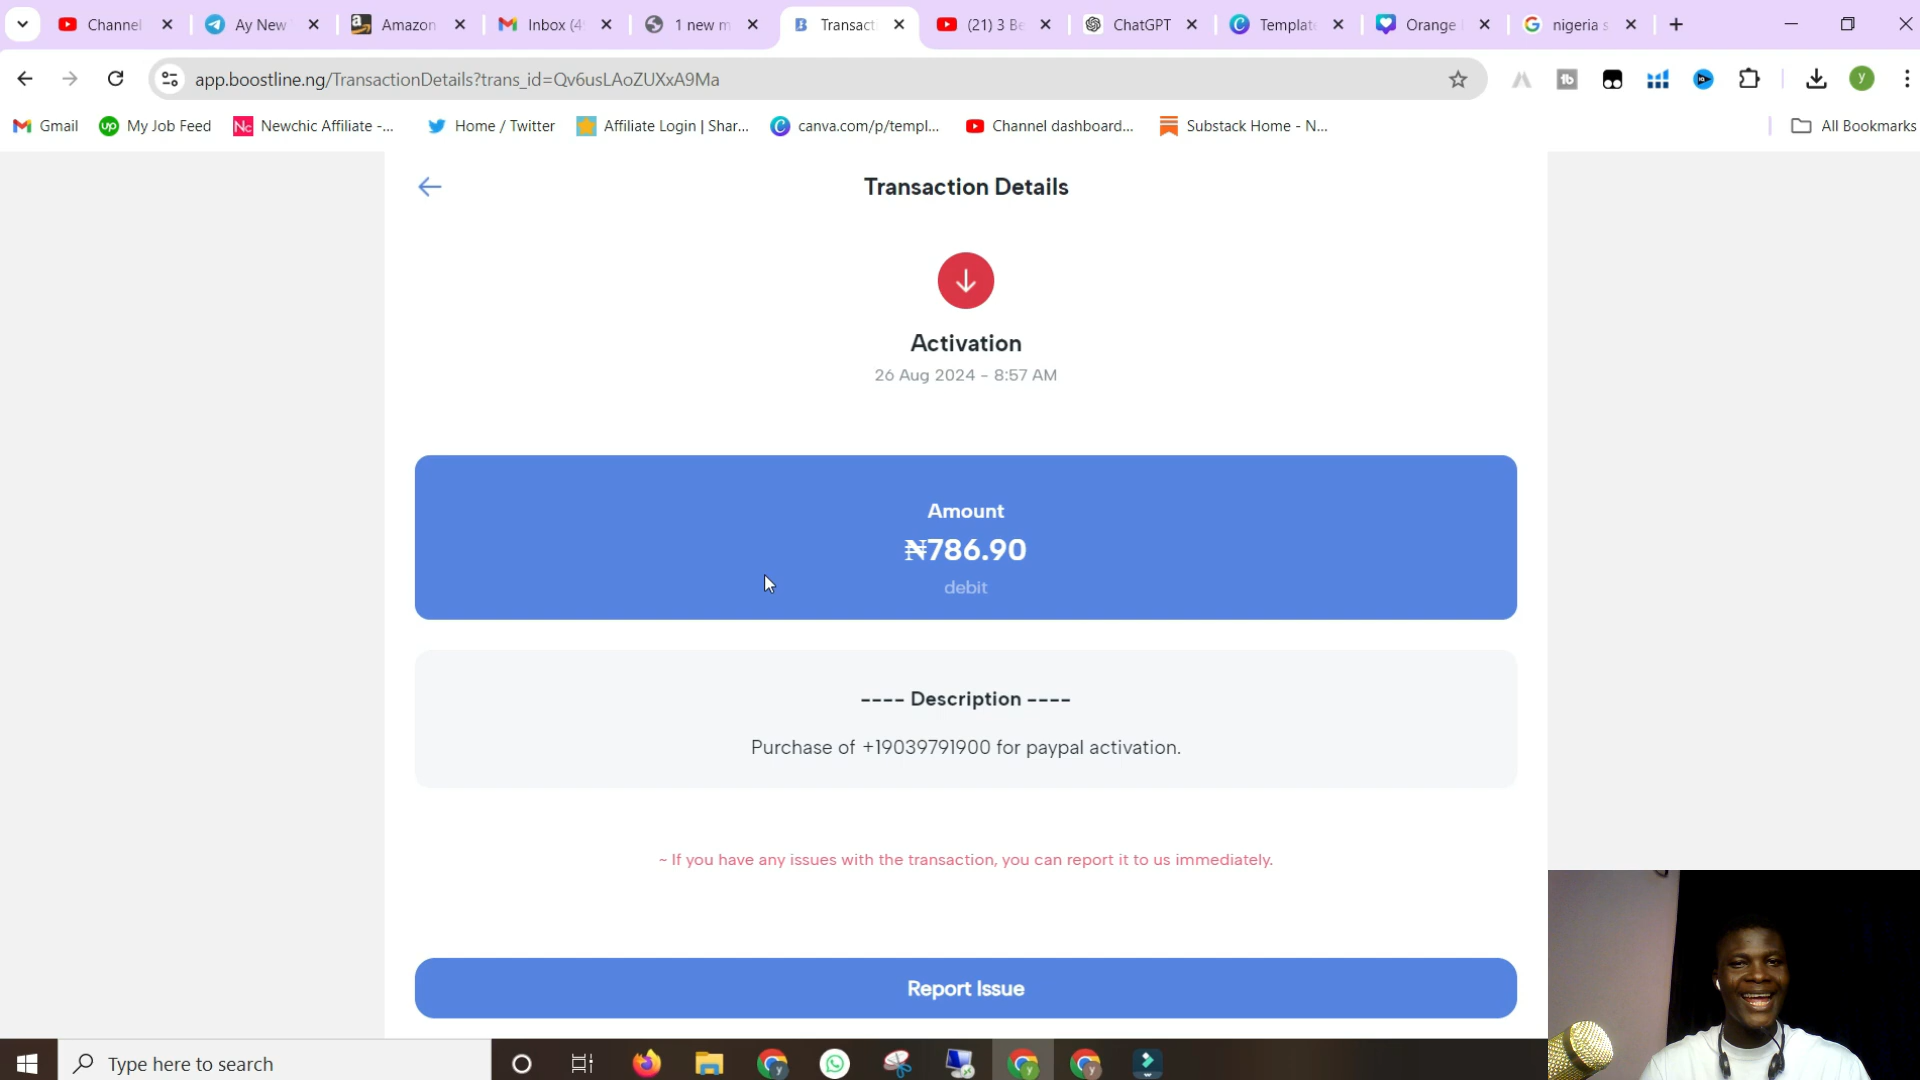 Channel
Ay New
Amazon
Inbox (4
1 new m
Transact
(21) 3 Be
ChatGPT
Templat
Orange
nigeria s
app.boostline.ng/TransactionDetails?trans_id=Qv6usLAoZUXxA9Ma
Gmail
My Job Feed
Newchic Affiliate -...
Home / Twitter
Affiliate Login | Shar...
canva.com/p/templ...
Channel dashboard...
Substack Home - N...
All Bookmarks
Transaction Details
Activation
26 Aug 2024 - 8:57 AM
Amount
₦786.90
debit
---- Description ----
Purchase of +19039791900 for paypal activation.
~ If you have any issues with the transaction, you can report it to us immediately.
Report Issue
Type here to search